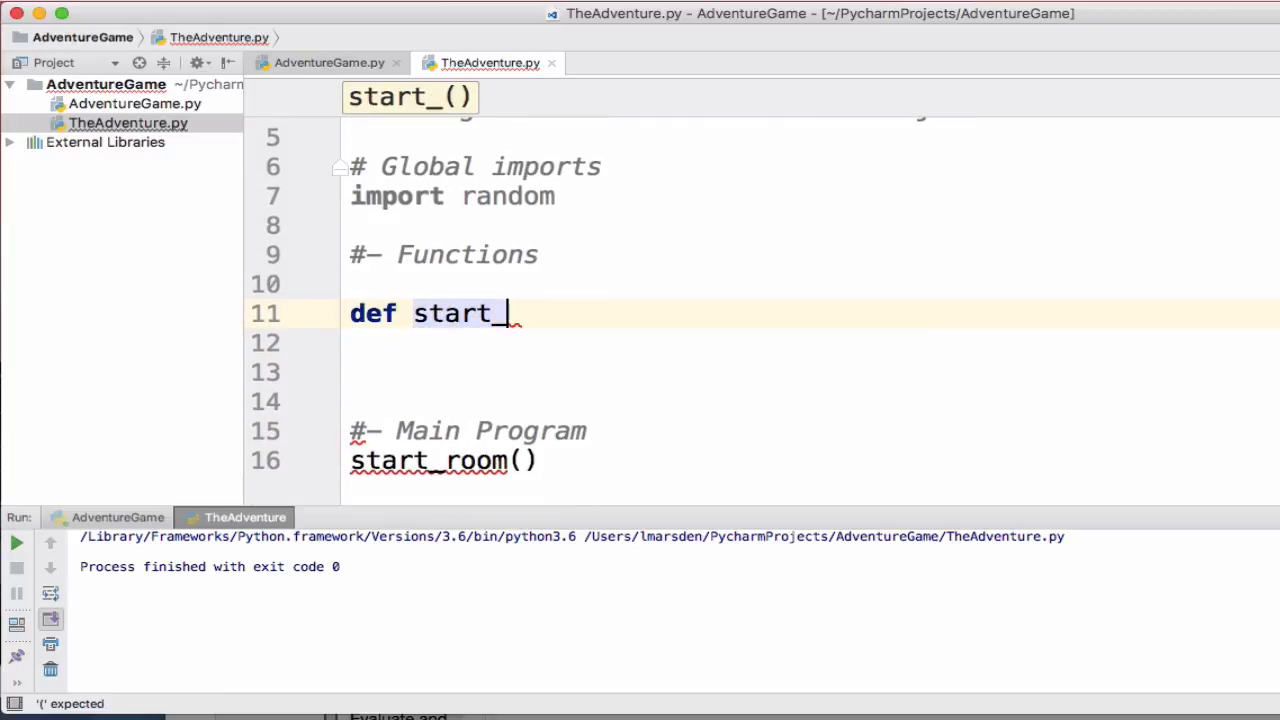 TheAdventure.py - AdventureGame - [~/PycharmProjects/AdventureGame]
AdventureGame TheAdventure.py
Project AdventureGame.py TheAdventure.py
AdventureGame ~/Pycharm
AdventureGame.py
TheAdventure.py
External Libraries
start_()
5
6 # Global imports
7 import random
8
9 #- Functions
10
11 def start_
12
13
14
15 #- Main Program
16 start_room()
Run: AdventureGame TheAdventure
/Library/Frameworks/Python.framework/Versions/3.6/bin/python3.6 /Users/lmarsden/PycharmProjects/AdventureGame/TheAdventure.py
Process finished with exit code 0
»
'(' expected
Evaluate and